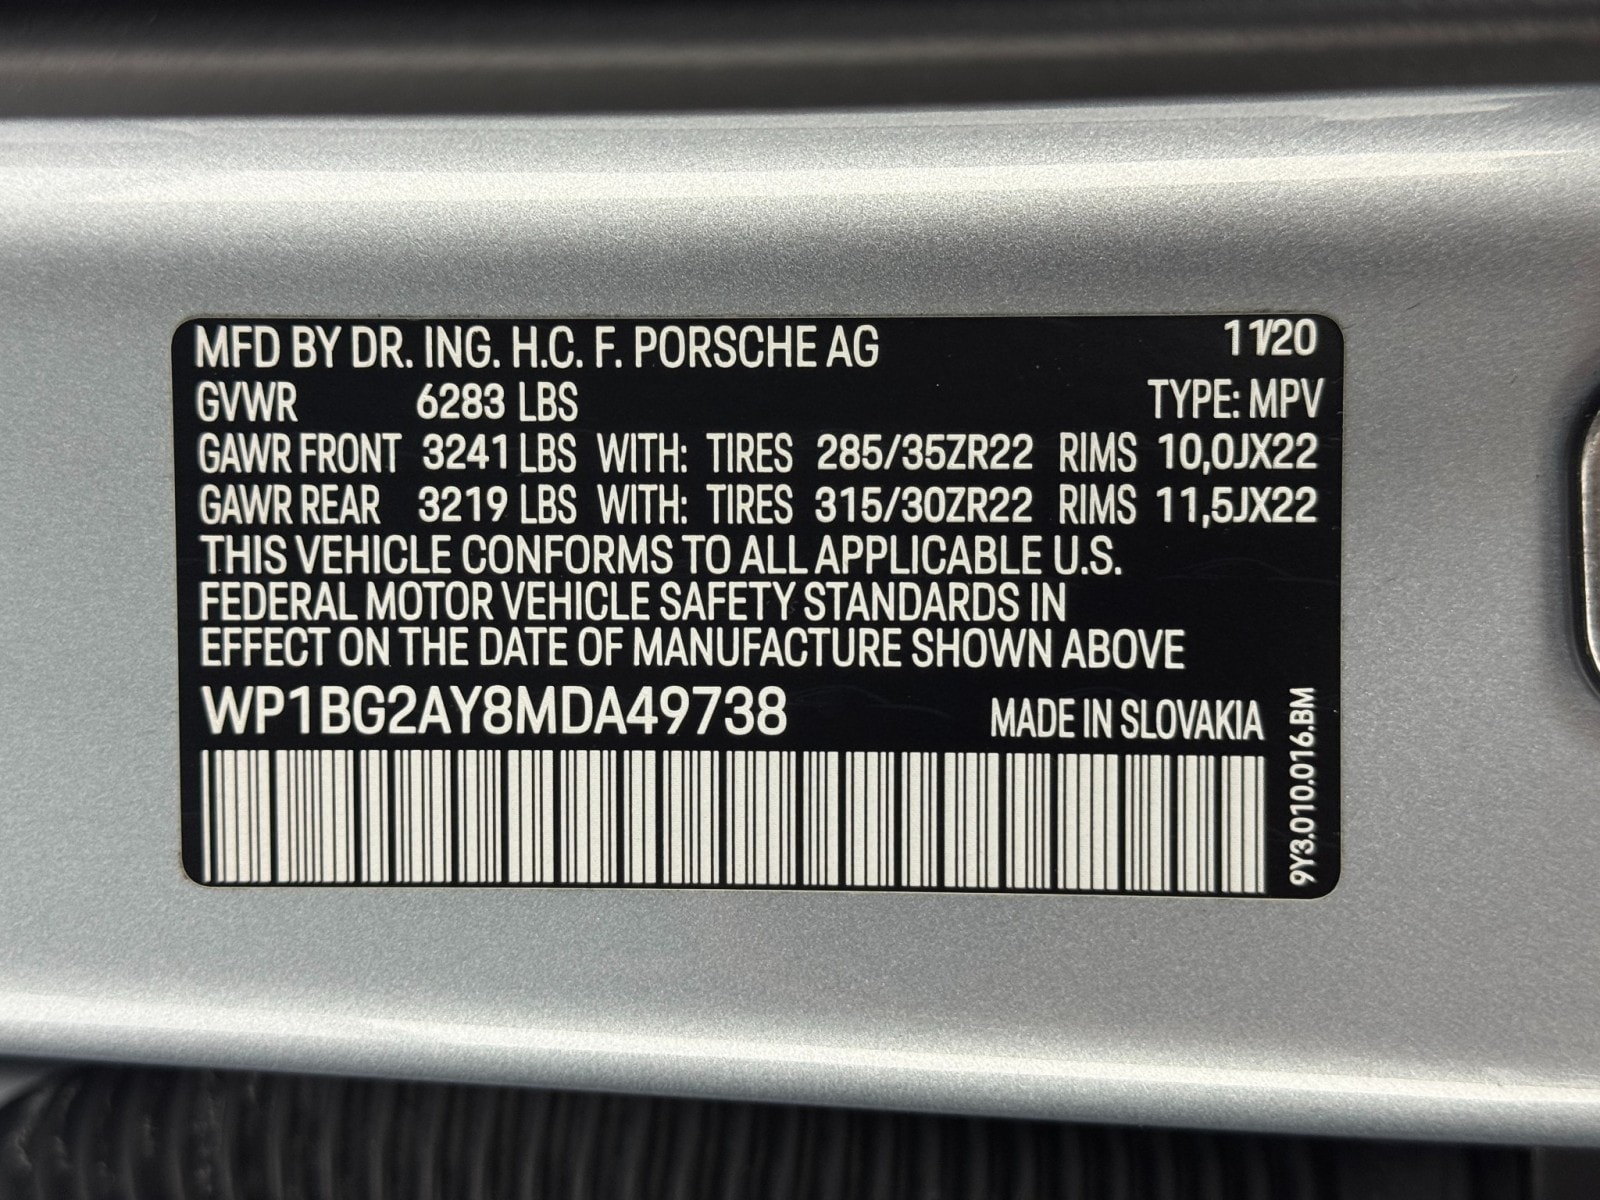 MFD BY DR. ING. H.C. F. PORSCHE AG 11/20
GVWR 6283 LBS TYPE: MPV
GAWR FRONT 3241 LBS WITH: TIRES 285/35ZR22 RIMS 10,0JX22
GAWR REAR 3219 LBS WITH: TIRES 315/30ZR22 RIMS 11,5JX22
THIS VEHICLE CONFORMS TO ALL APPLICABLE U.S.
FEDERAL MOTOR VEHICLE SAFETY STANDARDS IN
EFFECT ON THE DATE OF MANUFACTURE SHOWN ABOVE
WP1BG2AY8MDA49738 MADE IN SLOVAKIA
9Y3.010.016.BM